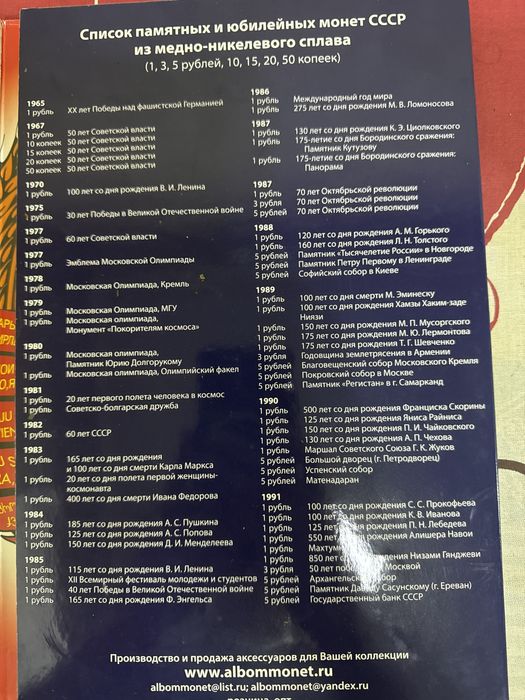 Список памятных и юбилейных монет СССР
из медно-никелевого сплава
(1, 3, 5 рублей, 10, 15, 20, 50 копеек)
1965
1 рубль XX лет Победы над фашистской Германией
1967
1 рубль 50 лет Советской власти
10 копеек 50 лет Советской власти
15 копеек 50 лет Советской власти
20 копеек 50 лет Советской власти
50 копеек 50 лет Советской власти
1970
1 рубль 100 лет со дня рождения В. И. Ленина
1975
1 рубль 30 лет Победы в Великой Отечественной войне
1977
1 рубль 60 лет Советской власти
1977
1 рубль Эмблема Московской Олимпиады
1978
1 рубль Московская Олимпиада, Кремль
1979
1 рубль Московская Олимпиада, МГУ
1 рубль Московская Олимпиада,
Монумент «Покорителям космоса»
1980
1 рубль Московская олимпиада,
Памятник Юрию Долгорукому
1 рубль Московская олимпиада, Олимпийский факел
1981
1 рубль 20 лет первого полета человека в космос
1 рубль Советско-болгарская дружба
1982
1 рубль 60 лет СССР
1983
1 рубль 165 лет со дня рождения
и 100 лет со дня смерти Карла Маркса
1 рубль 20 лет со дня полета первой женщины-
космонавта
1 рубль 400 лет со дня смерти Ивана Федорова
1984
1 рубль 185 лет со дня рождения А. С. Пушкина
1 рубль 125 лет со дня рождения А. С. Попова
1 рубль 150 лет со дня рождения Д. И. Менделеева
1985
1 рубль 115 лет со дня рождения В. И. Ленина
1 рубль XII Всемирный фестиваль молодежи и студентов
1 рубль 40 лет Победы в Великой Отечественной войне
1 рубль 165 лет со дня рождения Ф. Энгельса
1986
1 рубль Международный год мира
1 рубль 275 лет со дня рождения М. В. Ломоносова
1987
1 рубль 130 лет со дня рождения К. Э. Циолковского
1 рубль 175-летие со дня Бородинского сражения:
Памятник Кутузову
1 рубль 175-летие со дня Бородинского сражения:
Панорама
1987
1 рубль 70 лет Октябрьской революции
3 рубля 70 лет Октябрьской революции
5 рублей 70 лет Октябрьской революции
1988
1 рубль 120 лет со дня рождения А. М. Горького
1 рубль 160 лет со дня рождения Л. Н. Толстого
5 рублей Памятник «Тысячелетие России» в Новгороде
5 рублей Памятник Петру Первому в Ленинграде
5 рублей Софийский собор в Киеве
1989
1 рубль 100 лет со дня смерти М. Эминеску
1 рубль 100 лет со дня рождения Хамзы Хаким-заде
Ниязи
1 рубль 150 лет со дня рождения М. П. Мусоргского
1 рубль 175 лет со дня рождения М. Ю. Лермонтова
1 рубль 175 лет со дня рождения Т. Г. Шевченко
3 рубля Годовщина землетрясения в Армении
5 рублей Благовещенский собор Московского Кремля
5 рублей Покровский собор в Москве
5 рублей Памятник «Регистан» в г. Самарканд
1990
1 рубль 500 лет со дня рождения Франциска Скорины
1 рубль 125 лет со дня рождения Яниса Райниса
1 рубль 150 лет со дня рождения П. И. Чайковского
1 рубль 130 лет со дня рождения А. П. Чехова
1 рубль Маршал Советского Союза Г. К. Жуков
5 рублей Большой дворец (г. Петродворец)
5 рублей Успенский собор
5 рублей Матенадаран
1991
1 рубль 100 лет со дня рождения С. С. Прокофьева
1 рубль 100 лет со дня рождения К. В. Иванова
1 рубль 125 лет со дня рождения П. Н. Лебедева
1 рубль 550 лет со дня рождения Алишера Навои
1 рубль Махтум
1 рубль 850 лет со дня рождения Низами Гянджеви
3 рубля 50 лет побе Москвой
5 рублей Архангельск бор
5 рублей Памятник Давиду Сасунскому (г. Ереван)
5 рублей Государственный банк СССР
Производство и продажа аксессуаров для Вашей коллекции
www.albommonet.ru
albommonet@list.ru; albommonet@yandex.ru